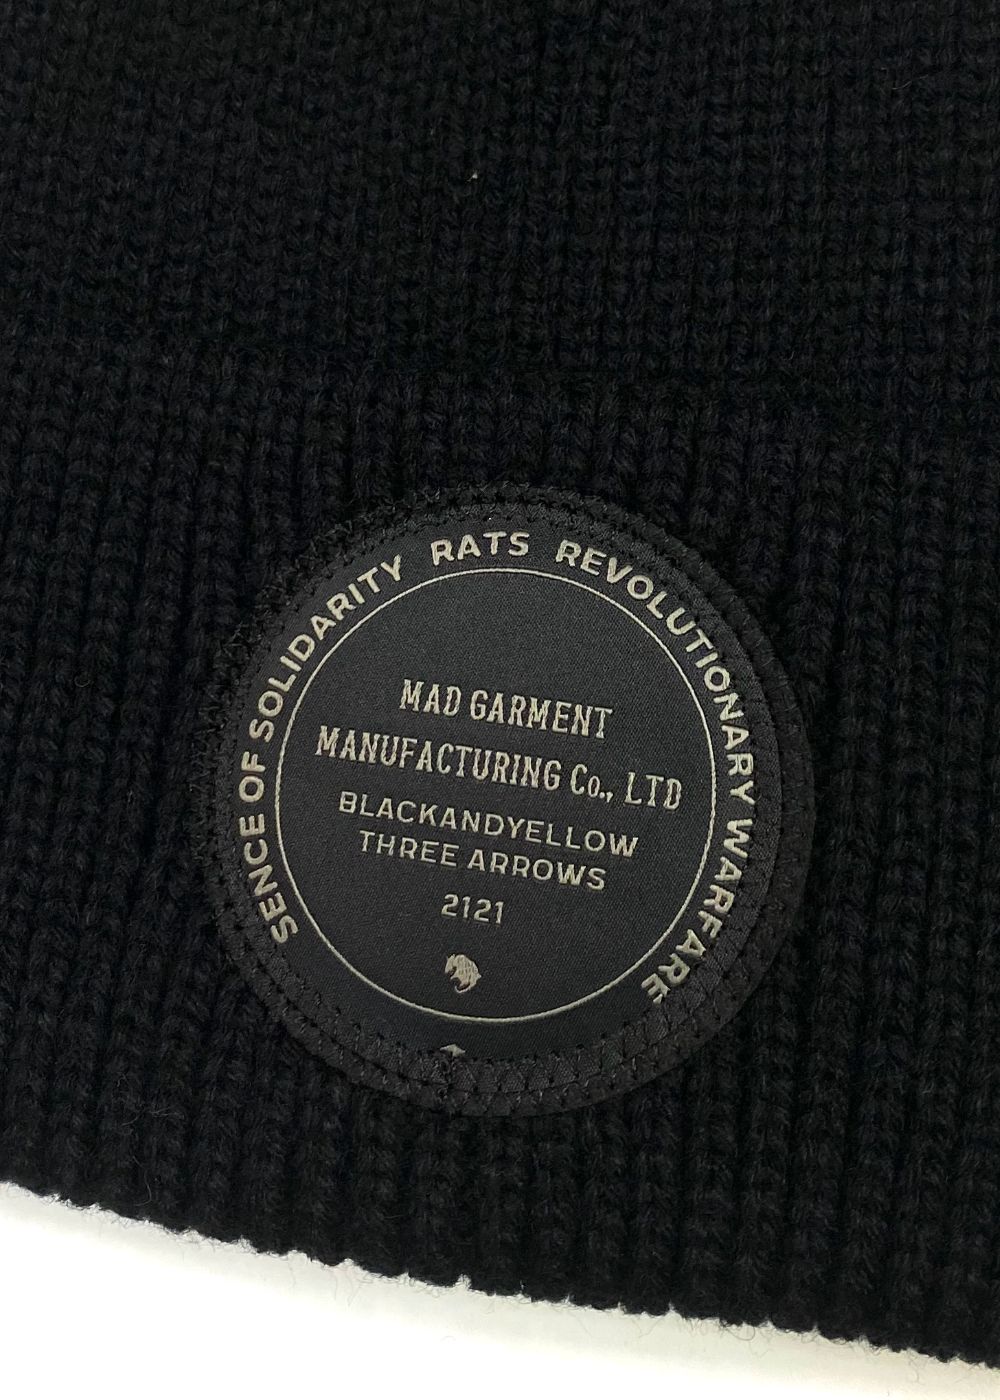 SENCE OF SOLIDARITY RATS REVOLUTIONARY WARFARE
MAD GARMENT
MANUFACTURING Co., LTD
BLACKANDYELLOW
THREE ARROWS
2121